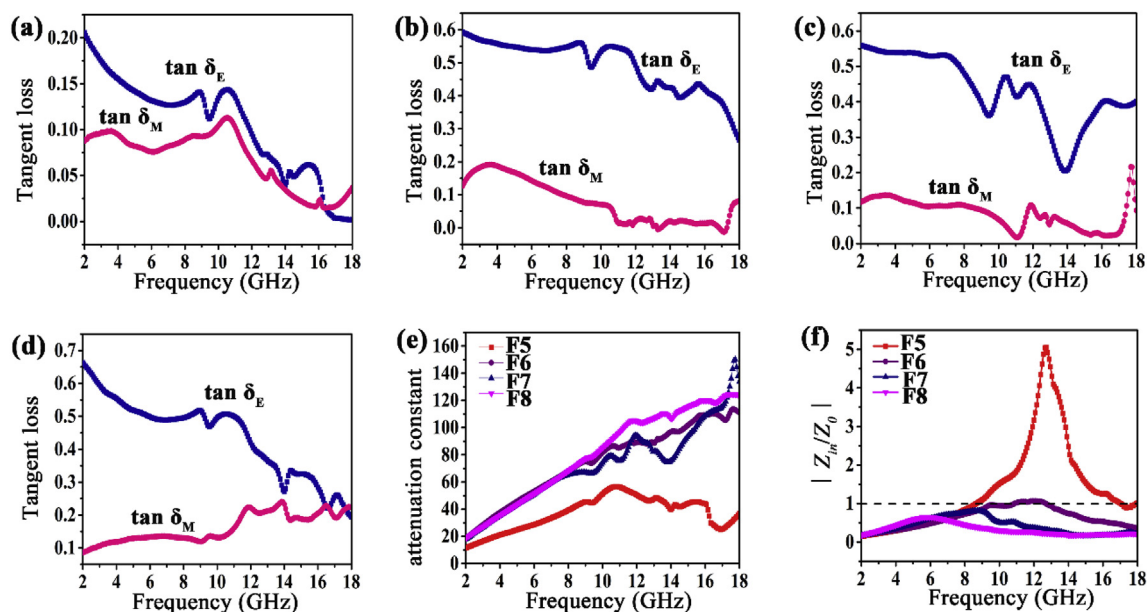 (a)
0.20
0.15
0.10
0.05
0.00
Tangent loss
tan δE
tan δM
2 4 6 8 10 12 14 16 18
Frequency (GHz)
(b)
0.6
0.5
0.4
0.3
0.2
0.1
0.0
Tangent loss
tan δE
tan δM
2 4 6 8 10 12 14 16 18
Frequency (GHz)
(c)
0.6
0.5
0.4
0.3
0.2
0.1
0.0
Tangent loss
tan δE
tan δM
2 4 6 8 10 12 14 16 18
Frequency (GHz)
(d)
0.7
0.6
0.5
0.4
0.3
0.2
0.1
Tangent loss
tan δE
tan δM
2 4 6 8 10 12 14 16 18
Frequency (GHz)
(e)
160
140
120
100
80
60
40
20
0
attenuation constant
F5
F6
F7
F8
2 4 6 8 10 12 14 16 18
Frequency (GHz)
(f)
5
4
3
2
1
0
| Zin/Z0 |
F5
F6
F7
F8
2 4 6 8 10 12 14 16 18
Frequency (GHz)